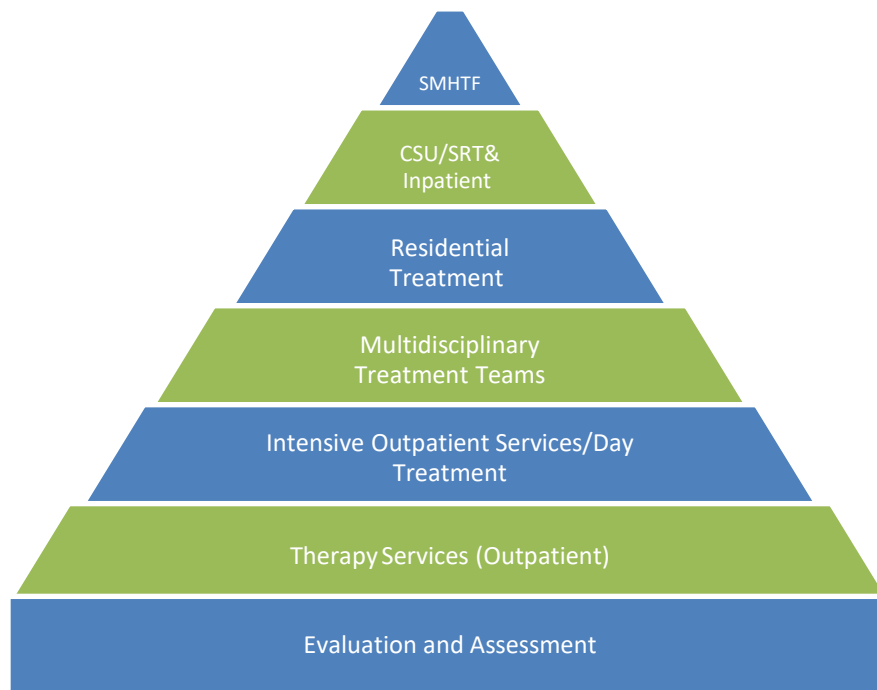 SMHTF
CSU/SRT&
Inpatient
Residential
Treatment
Multidisciplinary
Treatment Teams
Intensive Outpatient Services/Day
Treatment
Therapy Services (Outpatient)
Evaluation and Assessment